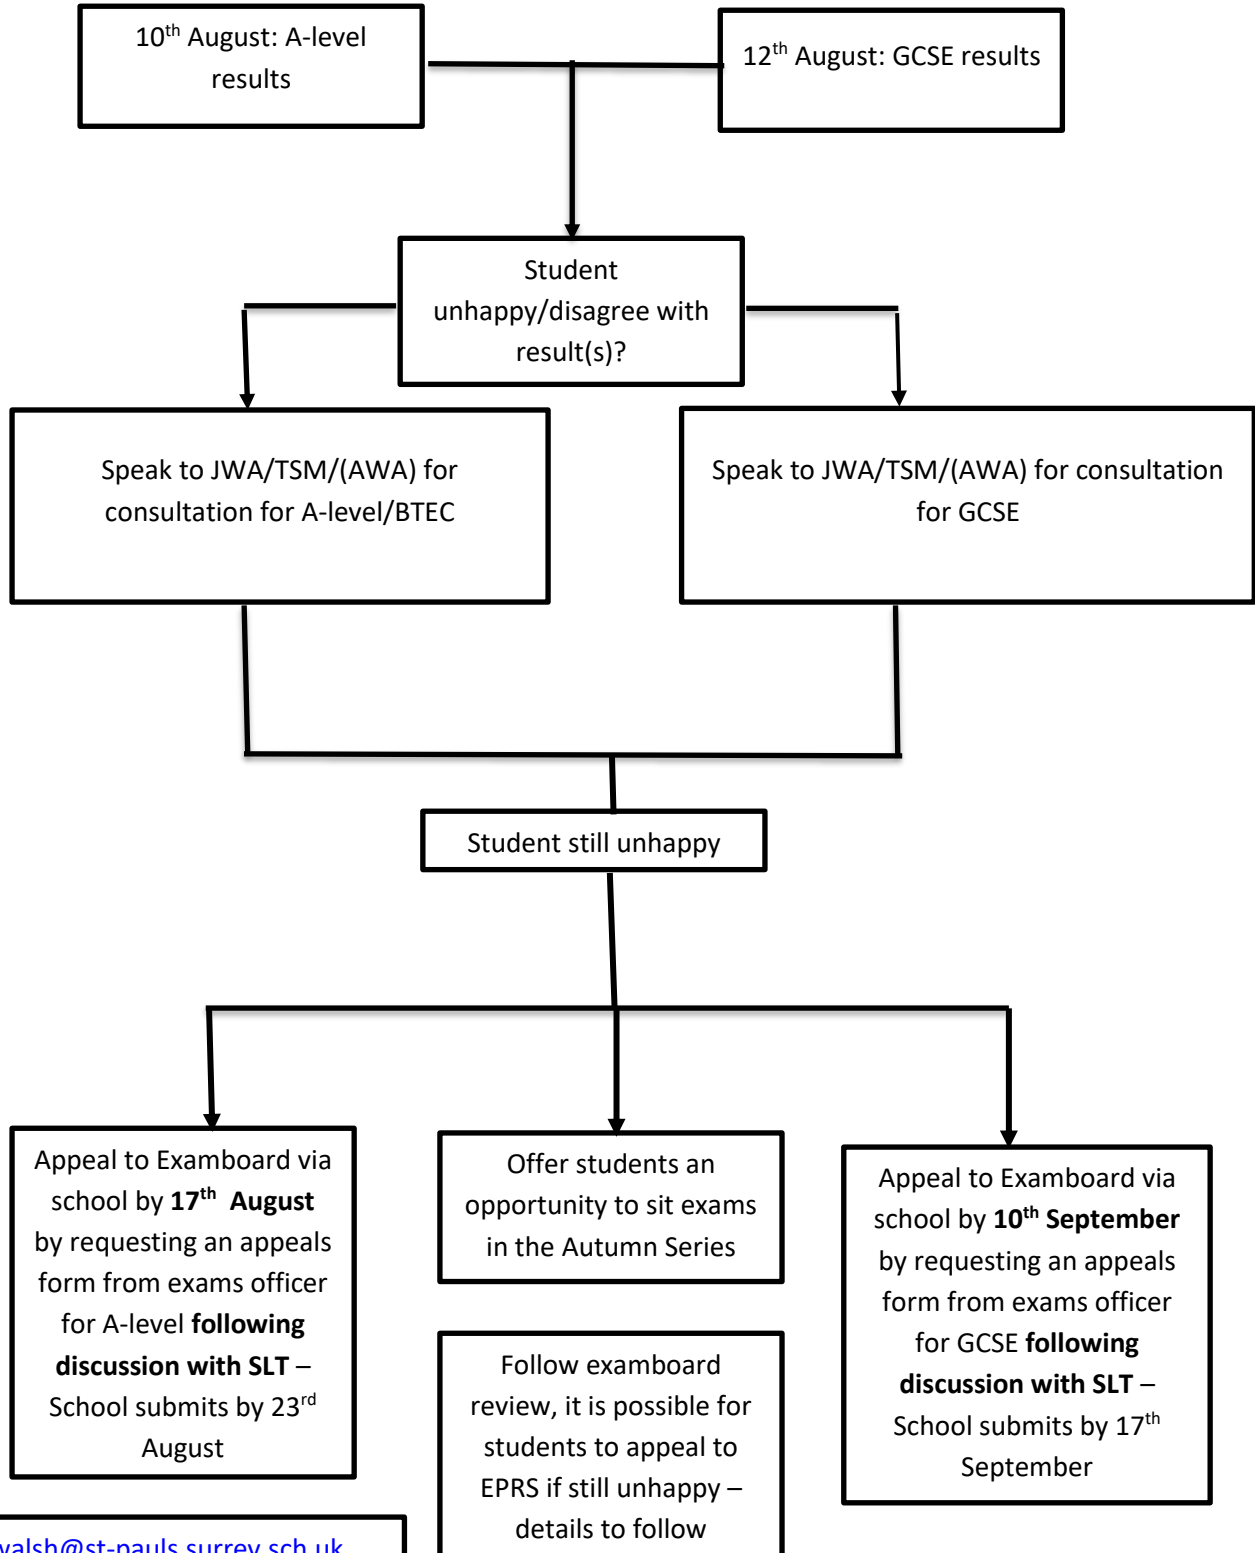 10th August: A-level
results
12th August: GCSE results
Student
unhappy/disagree with
result(s)?
Speak to JWA/TSM/(AWA) for
consultation for A-level/BTEC
Speak to JWA/TSM/(AWA) for consultation
for GCSE
Student still unhappy
Appeal to Examboard via
school by 17th August
by requesting an appeals
form from exams officer
for A-level following
discussion with SLT –
School submits by 23rd
August
Offer students an
opportunity to sit exams
in the Autumn Series
Follow examboard
review, it is possible for
students to appeal to
EPRS if still unhappy –
details to follow
Appeal to Examboard via
school by 10th September
by requesting an appeals
form from exams officer
for GCSE following
discussion with SLT –
School submits by 17th
September
walsh@st-pauls.surrey.sch.uk